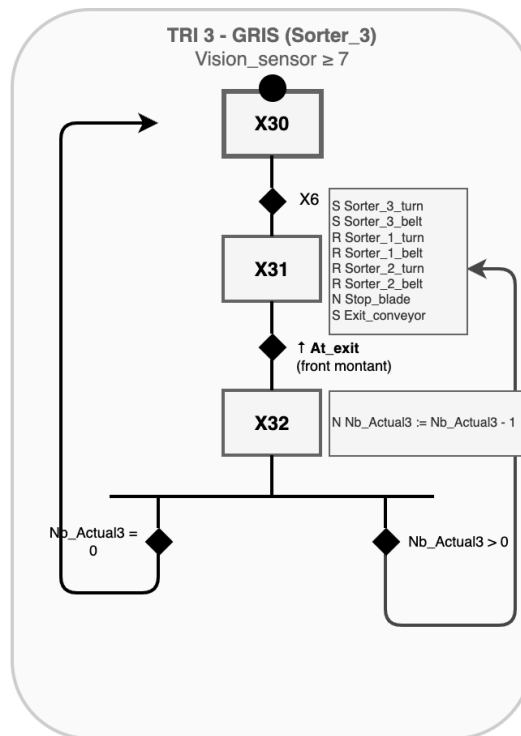 TRI 3 - GRIS (Sorter_3)
Vision_sensor ≥ 7
X30
X6
S Sorter_3_turn
S Sorter_3_belt
R Sorter_1_turn
R Sorter_1_belt
R Sorter_2_turn
R Sorter_2_belt
N Stop_blade
S Exit_conveyor
X31
↑ At_exit
(front montant)
X32
N Nb_Actual3 := Nb_Actual3 - 1
Nb_Actual3 =
0
Nb_Actual3 > 0